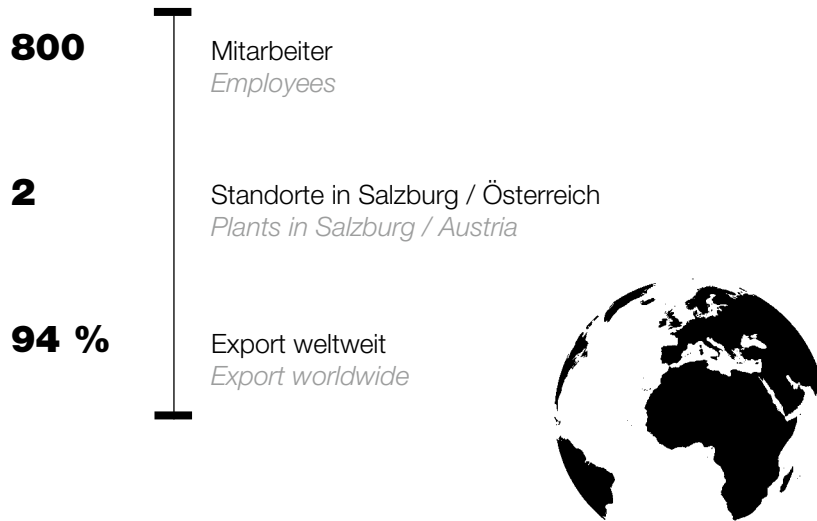 800
Mitarbeiter
Employees
2
Standorte in Salzburg / Österreich
Plants in Salzburg / Austria
94 %
Export weltweit
Export worldwide